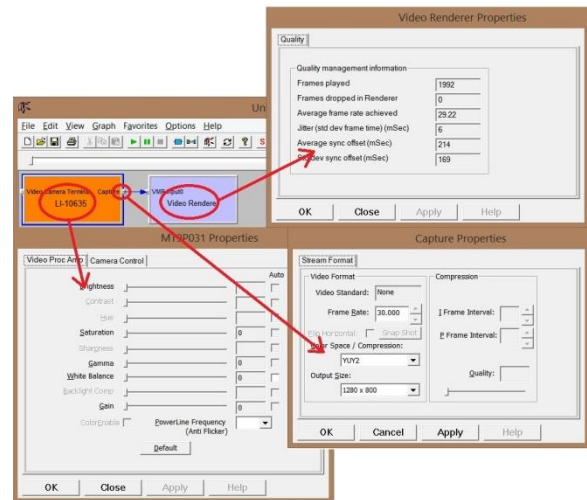 Video Renderer Properties
Quality
Quality management information
Frames played 1992
Frames dropped in Renderer 0
Average frame rate achieved 29.22
Jitter (std dev frame time) (mSec) 6
Average sync offset (mSec) 214
dev sync offset (mSec) 169
OK Close Apply Help
File Edit View Graph Favorites Options Help
Video Camera Capture VMR Input0
LI-10635 Video Rendere
MT9P031 Properties
Video Proc Amp Camera Control
Auto
Brightness
Contrast
Hue
Saturation 0
Sharpness
Gamma 0
White Balance 0
Backlight Comp
Gain 0
ColorEnable PowerLine Frequency
(Anti Flicker)
Default
OK Close Apply Help
Capture Properties
Stream Format
Video Format Compression
Video Standard: None
Frame Rate: 30.000 I Frame Interval:
Flip Horizontal: Snap Shot P Frame Interval:
Color Space / Compression:
YUY2 Quality:
Output Size:
1280 x 800
OK Cancel Apply Help